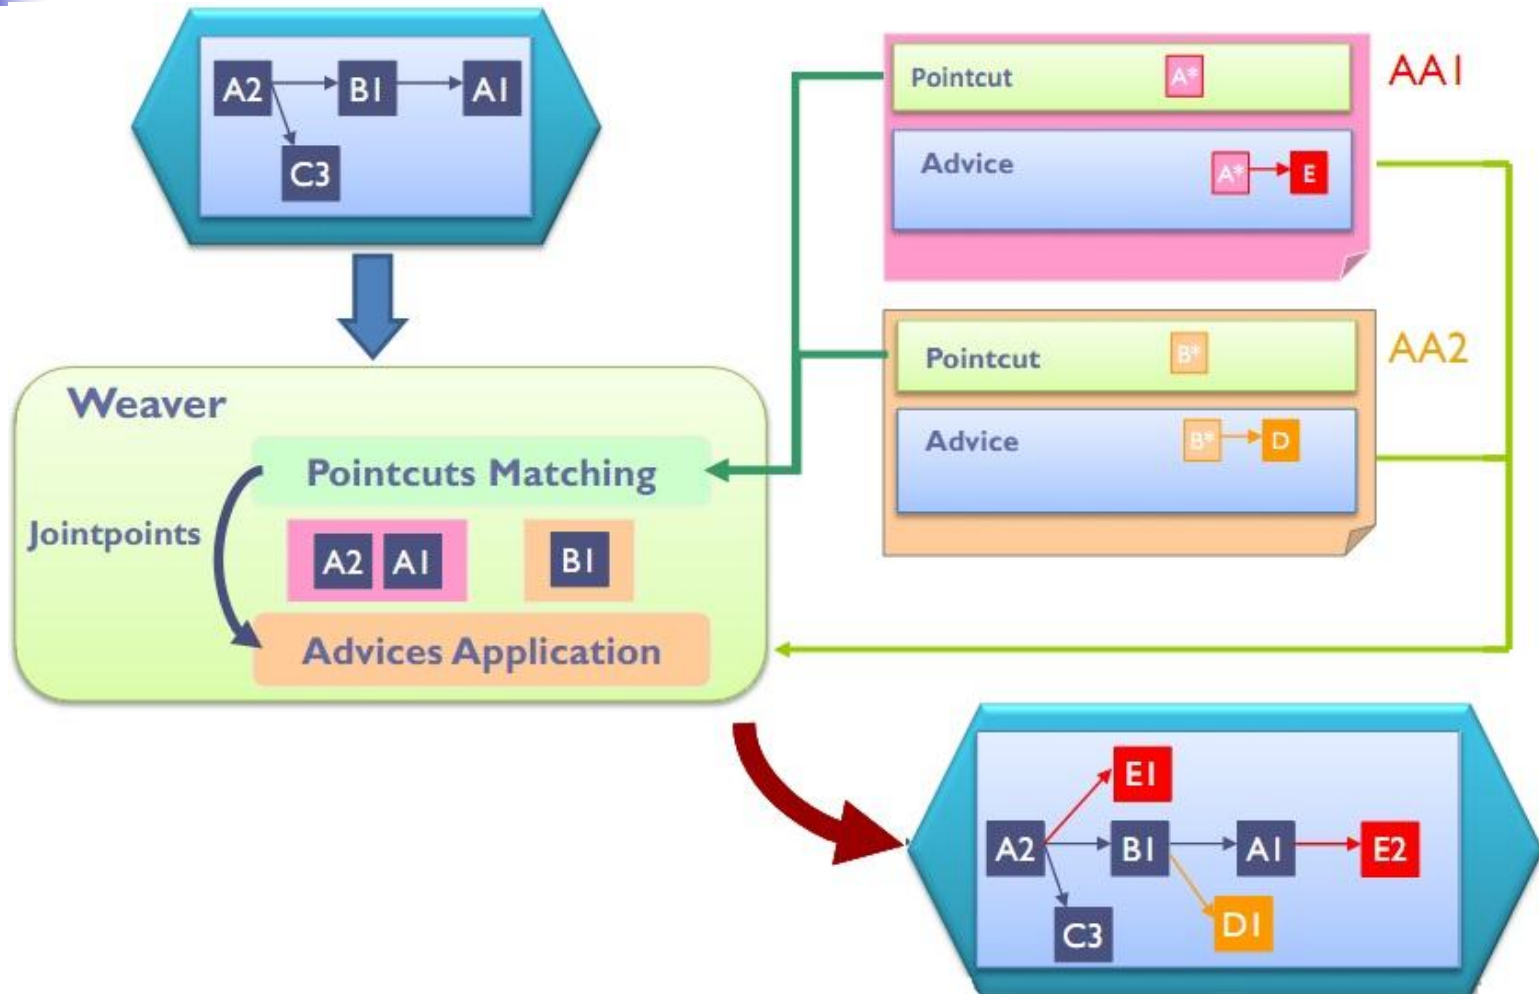 A2 B1 A1
C3
Pointcut A*
AA1
Advice A* E
Pointcut B*
AA2
Advice B* D
Weaver
Pointcuts Matching
Jointpoints
A2 A1 B1
Advices Application
E1
A2 B1 A1 E2
C3 D1